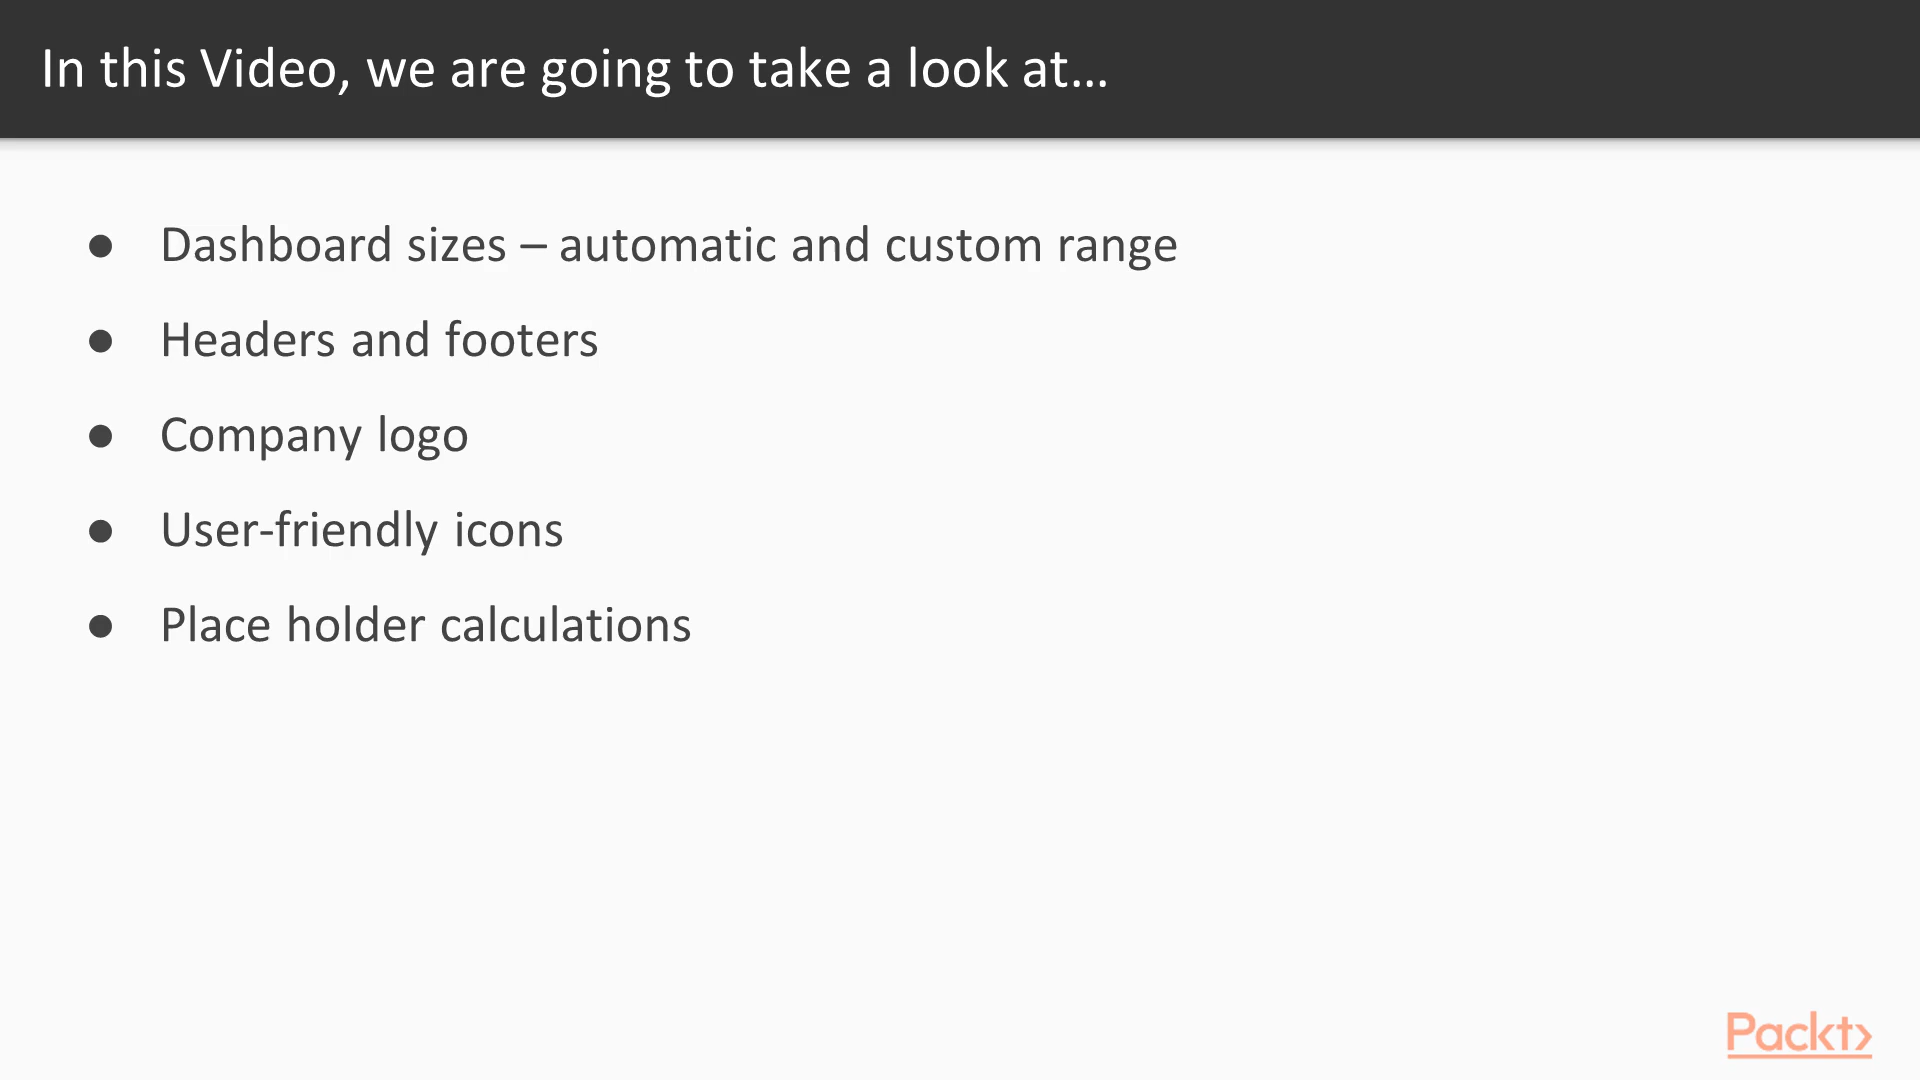 In this Video, we are going to take a look at…
● Dashboard sizes – automatic and custom range
● Headers and footers
● Company logo
● User-friendly icons
● Place holder calculations
Packt>